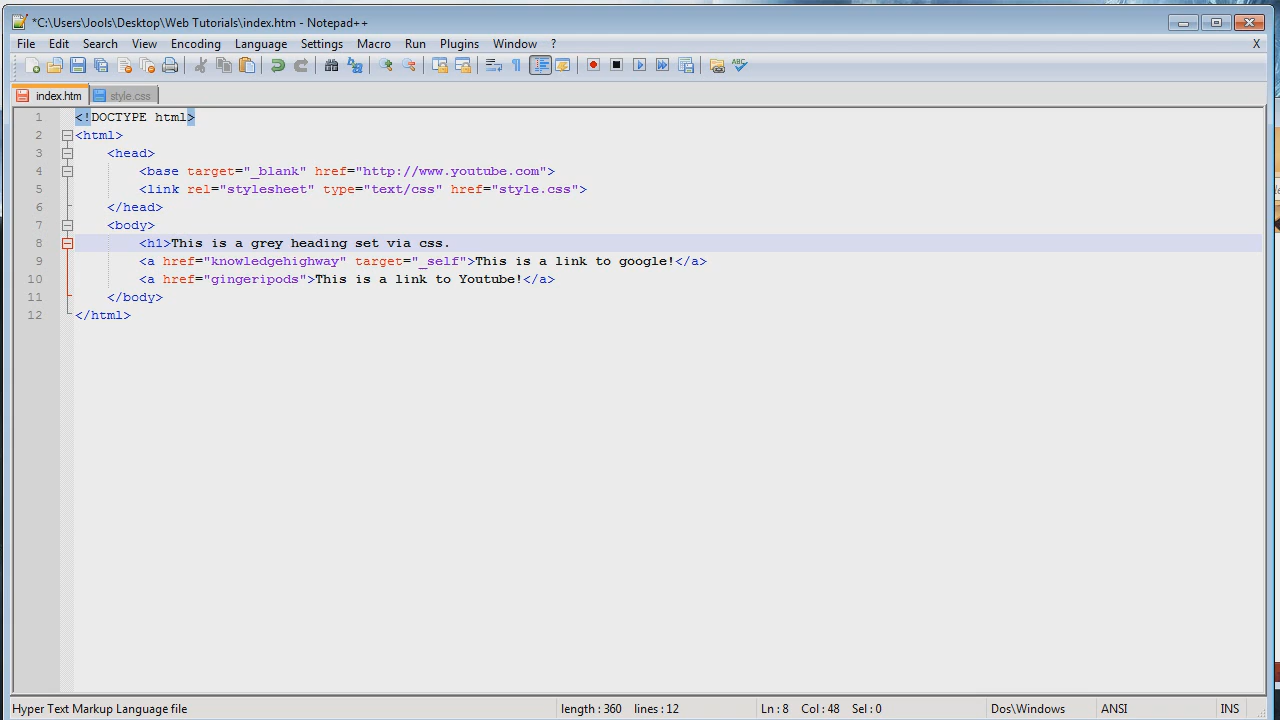 *C:\Users\Jools\Desktop\Web Tutorials\index.htm - Notepad++
File Edit Search View Encoding Language Settings Macro Run Plugins Window ? X
index.htm style.css
1 <!DOCTYPE html>
2 <html>
3 <head>
4 <base target="_blank" href="http://www.youtube.com">
5 <link rel="stylesheet" type="text/css" href="style.css">
6 </head>
7 <body>
8 <h1>This is a grey heading set via css.
9 <a href="knowledgehighway" target="_self">This is a link to google!</a>
10 <a href="gingeripods">This is a link to Youtube!</a>
11 </body>
12 </html>
Hyper Text Markup Language file length : 360 lines : 12 Ln : 8 Col : 48 Sel : 0 Dos\Windows ANSI INS